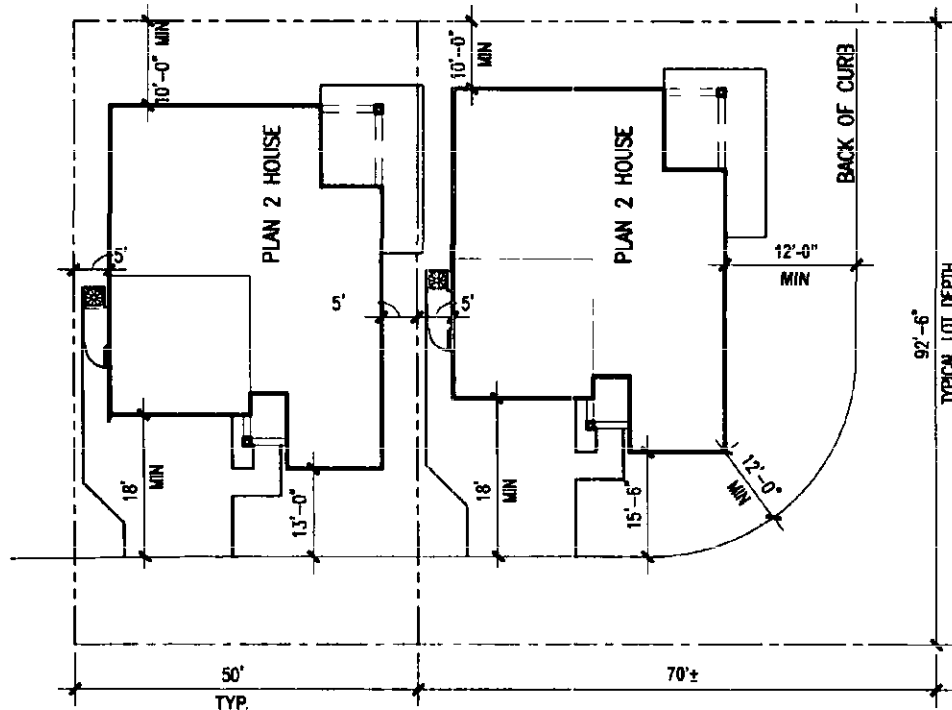 10'-0" MIN
10'-0" MIN
BACK OF CURB
PLAN 2 HOUSE
PLAN 2 HOUSE
5'
12'-0"
MIN
5'
5'
92'-6"
TYPICAL LOT DEPTH
18'
MIN
13'-0"
18'
MIN
15'-6"
12'-0"
MIN
50'
TYP.
70'±